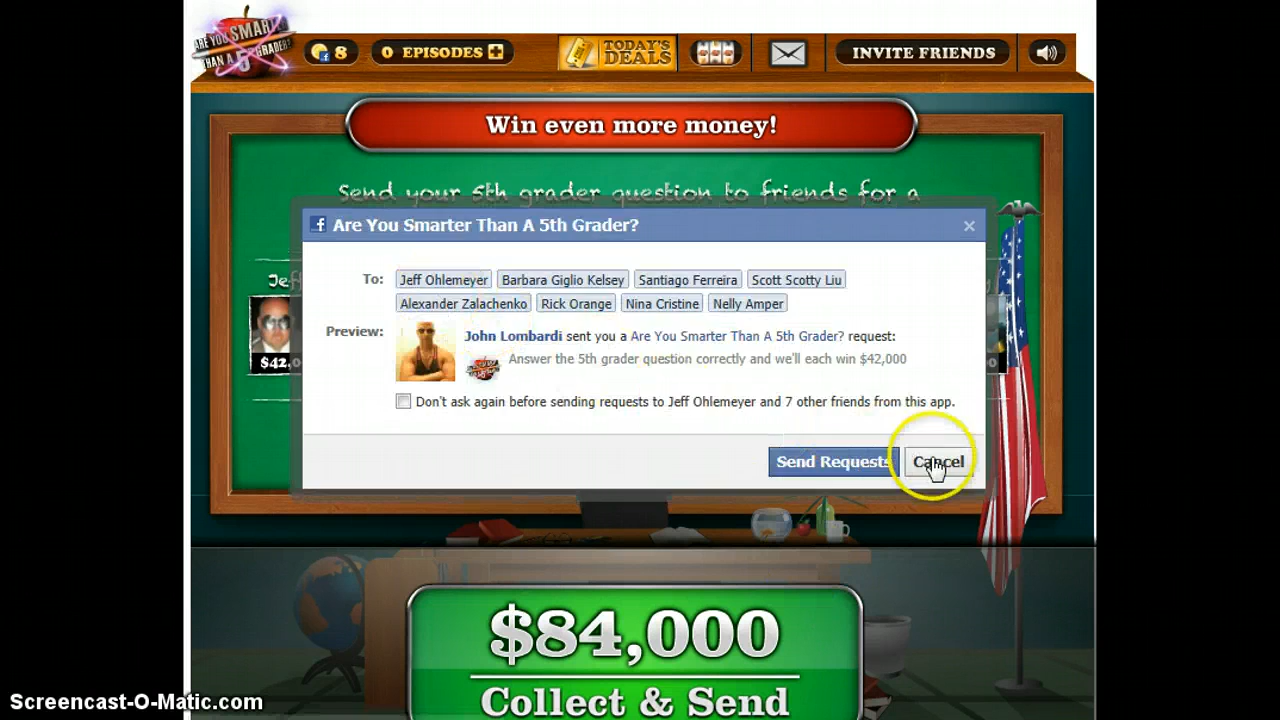 ARE YOU SMARTER THAN A 5 GRADER?
8
0 EPISODES
TODAY'S DEALS
INVITE FRIENDS
Win even more money!
Send your 5th grader question to friends for a
Are You Smarter Than A 5th Grader?
To: Jeff Ohlemeyer Barbara Giglio Kelsey Santiago Ferreira Scott Scotty Liu
Alexander Zalachenko Rick Orange Nina Cristine Nelly Amper
Preview: John Lombardi sent you a Are You Smarter Than A 5th Grader? request:
Answer the 5th grader question correctly and we'll each win $42,000
Don't ask again before sending requests to Jeff Ohlemeyer and 7 other friends from this app.
Send Requests Cancel
$84,000
Collect & Send
Screencast-O-Matic.com